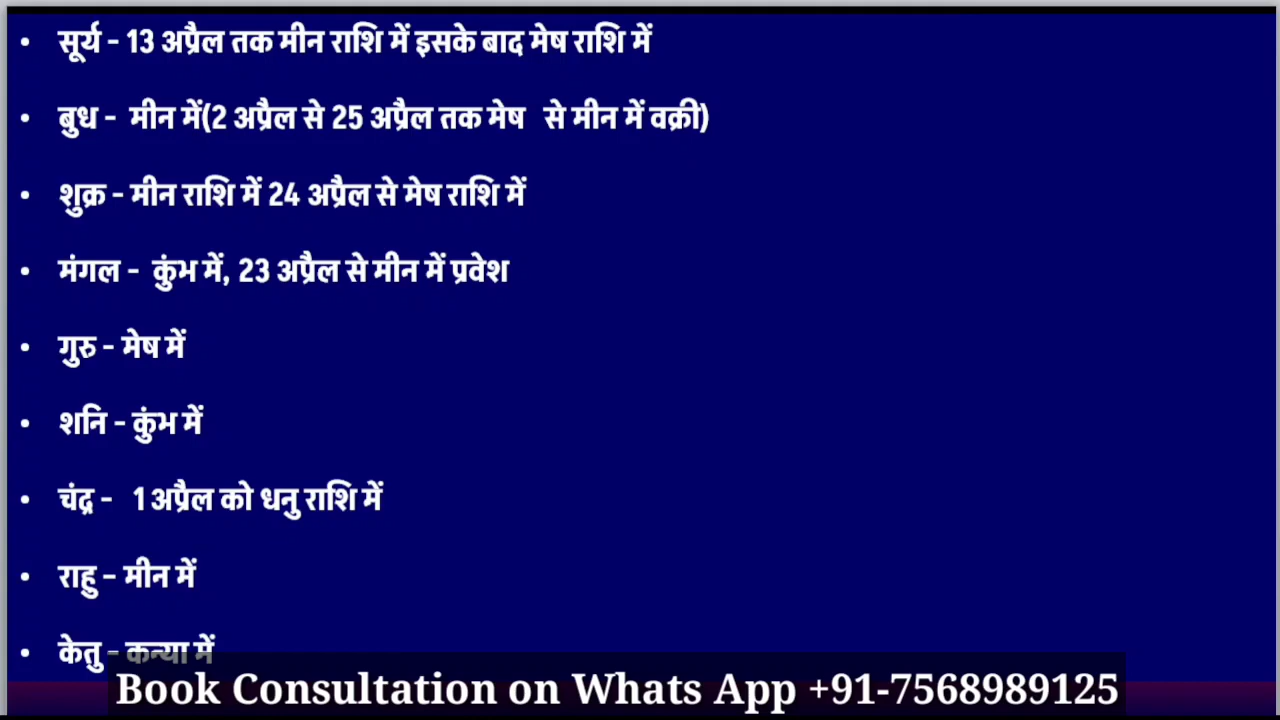 • सूर्य - 13 अप्रैल तक मीन राशि में इसके बाद मेष राशि में
• बुध - मीन में(2 अप्रैल से 25 अप्रैल तक मेष से मीन में वक्री)
• शुक्र - मीन राशि में 24 अप्रैल से मेष राशि में
• मंगल - कुंभ में, 23 अप्रैल से मीन में प्रवेश
• गुरु - मेष में
• शनि - कुंभ में
• चंद्र - 1 अप्रैल को धनु राशि में
• राहु - मीन में
• केतु - कन्या में
Book Consultation on Whats App +91-7568989125